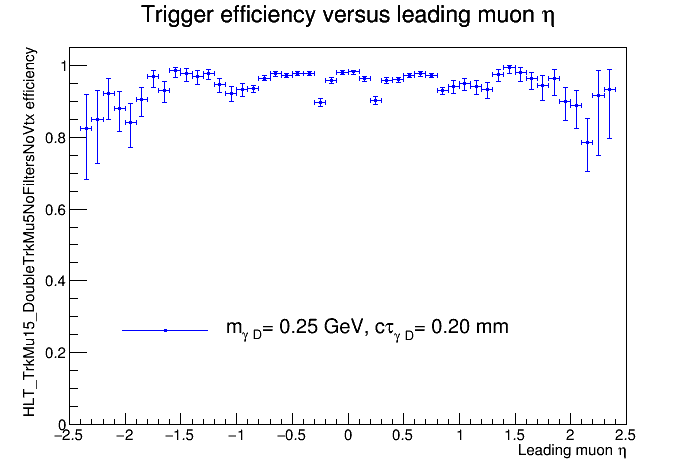 Trigger efficiency versus leading muon η
HLT_TrkMu15_DoubleTrkMu5NoFiltersNoVtx efficiency
1
0.8
0.6
0.4
0.2
0
m_γ D= 0.25 GeV, cτ_γ D= 0.20 mm
−2.5 −2 −1.5 −1 −0.5 0 0.5 1 1.5 2 2.5
Leading muon η